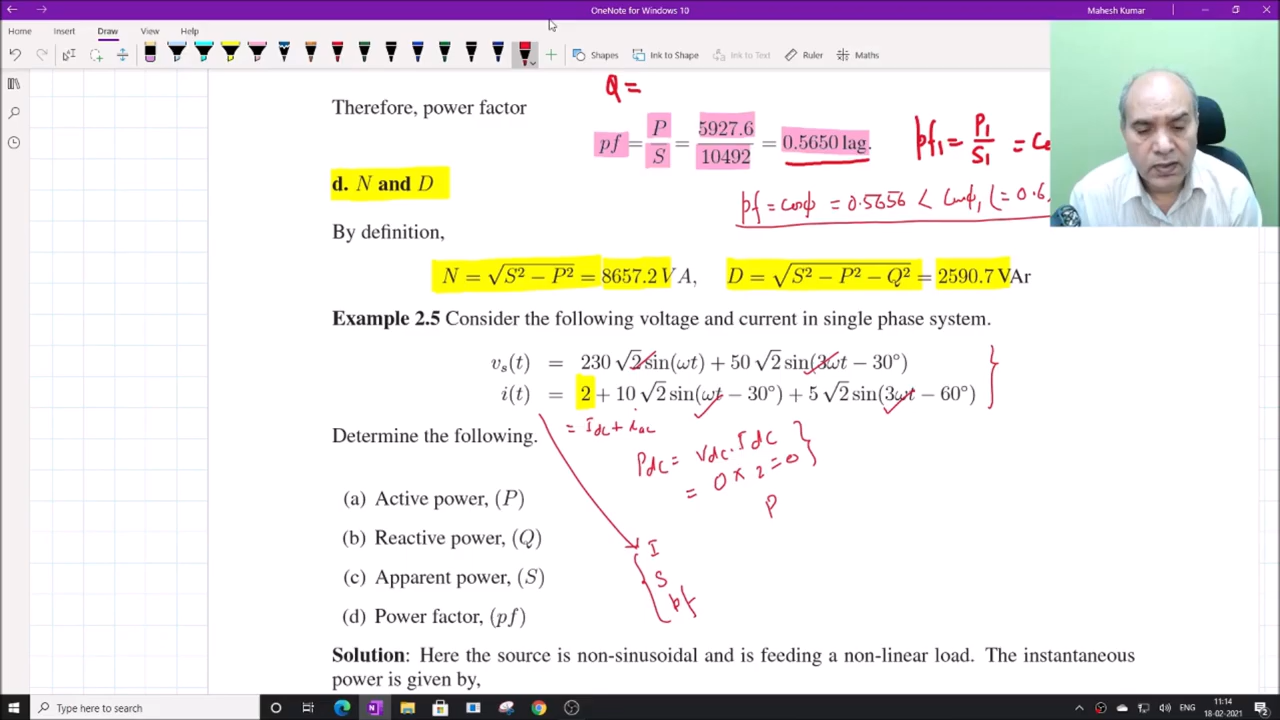 OneNote for Windows 10
Mahesh Kumar
Home Insert Draw View Help
Shapes Ink to Shape Ink to Text Ruler Maths
Q =
Therefore, power factor
pf = P/S = 5927.6/10492 = 0.5650 lag.
pf₁ = P₁/S₁ = Co
d. N and D
pf = cosϕ = 0.5656 < Cosϕ₁ (= 0.6
By definition,
N = √(S² − P²) = 8657.2 V A, D = √(S² − P² − Q²) = 2590.7 VAr
Example 2.5 Consider the following voltage and current in single phase system.
vₛ(t) = 230 √2 sin(ωt) + 50 √2 sin(3ωt − 30°)
i(t) = 2 + 10 √2 sin(ωt − 30°) + 5 √2 sin(3ωt − 60°)
= Idc + iac
Determine the following.
Pdc = Vdc . Idc
= 0 × 2 = 0
P
(a) Active power, (P)
(b) Reactive power, (Q)
I
(c) Apparent power, (S)
S
pf
(d) Power factor, (pf)
Solution: Here the source is non-sinusoidal and is feeding a non-linear load. The instantaneous
power is given by,
Type here to search
ENG
11:14
18-02-2021